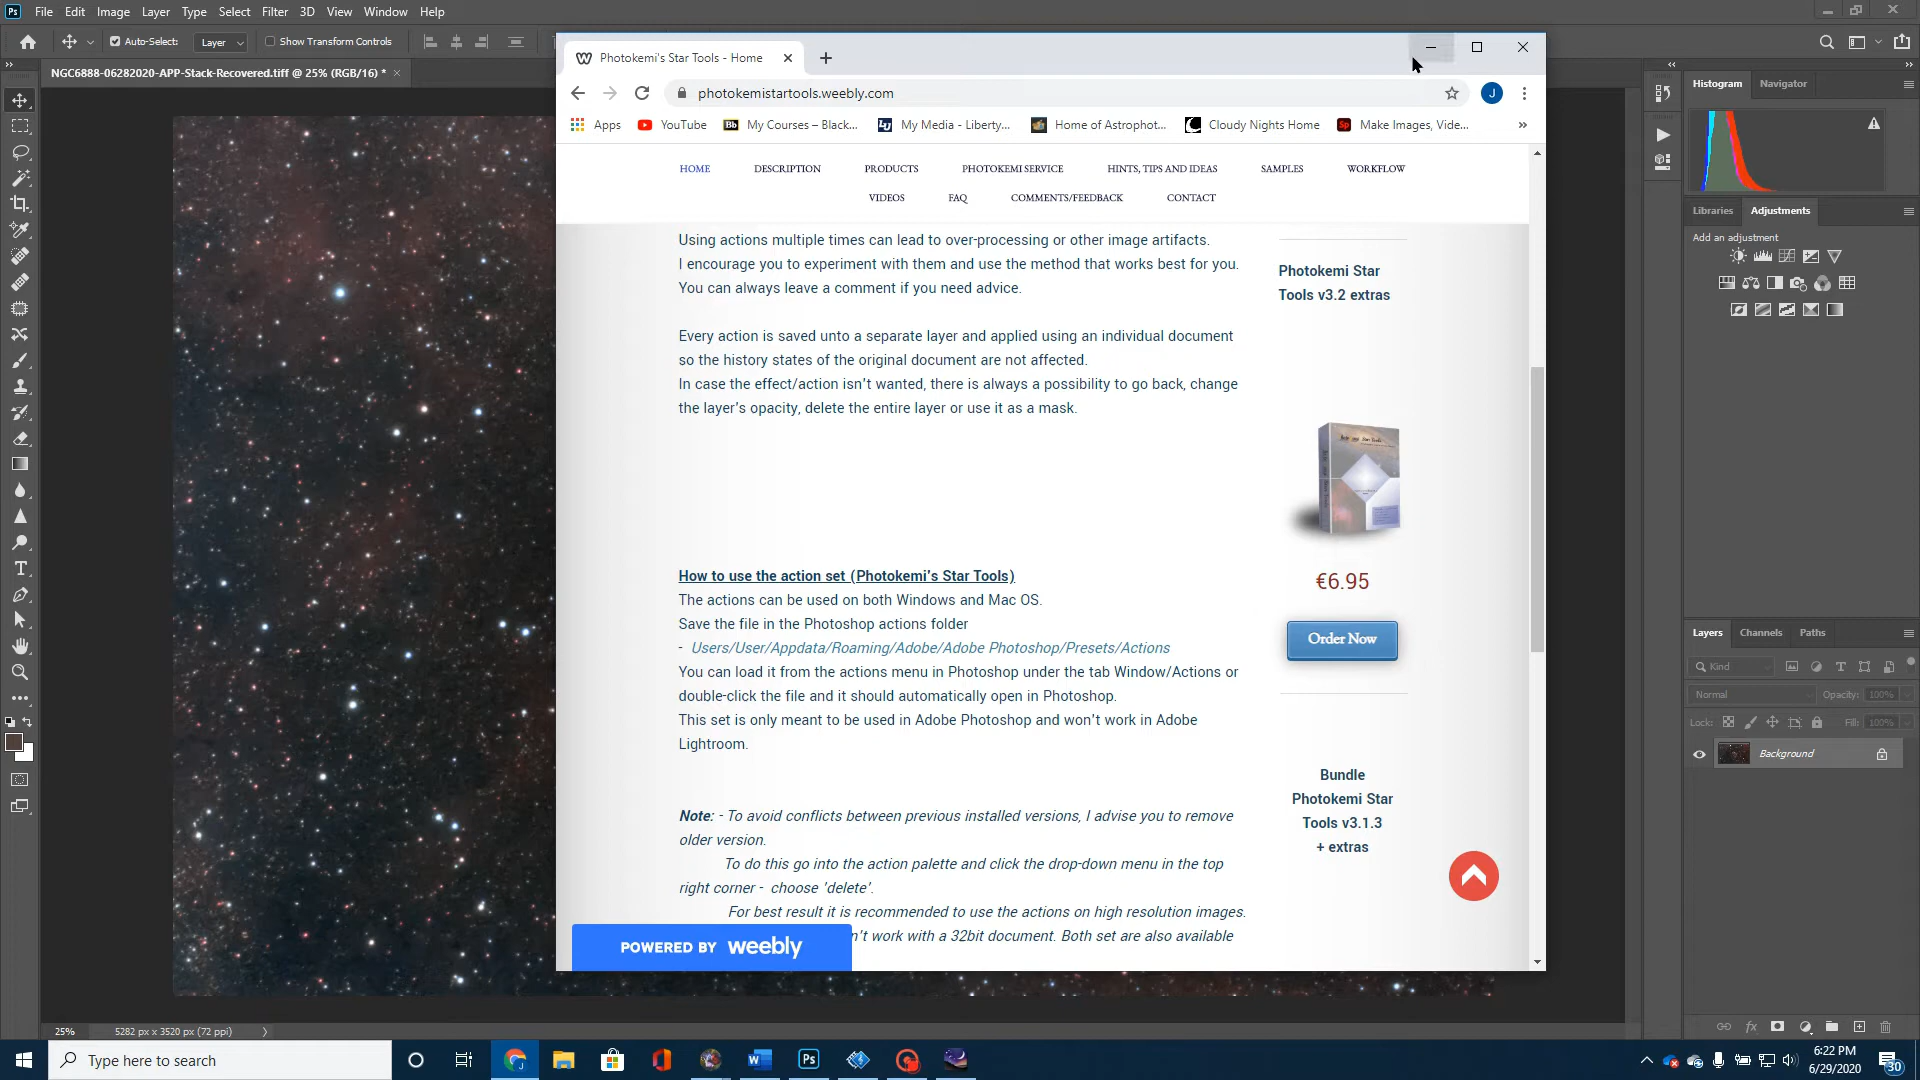 Ps File Edit Image Layer Type Select Filter 3D View Window Help
Auto-Select: Layer Show Transform Controls
NGC6888-06282020-APP-Stack-Recovered.tiff @ 25% (RGB/16) * ×
Photokemi's Star Tools - Home
photokemistartools.weebly.com
J
Apps YouTube Bb My Courses – Black... LU My Media - Liberty,... Home of Astrophot... Cloudy Nights Home Sp Make Images, Vide... »
HOME DESCRIPTION PRODUCTS PHOTOKEMI SERVICE HINTS, TIPS AND IDEAS SAMPLES WORKFLOW
VIDEOS FAQ COMMENTS/FEEDBACK CONTACT
Using actions multiple times can lead to over-processing or other image artifacts.
I encourage you to experiment with them and use the method that works best for you.
You can always leave a comment if you need advice.
Every action is saved unto a separate layer and applied using an individual document
so the history states of the original document are not affected.
In case the effect/action isn't wanted, there is always a possibility to go back, change
the layer's opacity, delete the entire layer or use it as a mask.
How to use the action set (Photokemi's Star Tools)
The actions can be used on both Windows and Mac OS.
Save the file in the Photoshop actions folder
- Users/User/Appdata/Roaming/Adobe/Adobe Photoshop/Presets/Actions
You can load it from the actions menu in Photoshop under the tab Window/Actions or
double-click the file and it should automatically open in Photoshop.
This set is only meant to be used in Adobe Photoshop and won't work in Adobe
Lightroom.
Note: - To avoid conflicts between previous installed versions, I advise you to remove
older version.
To do this go into the action palette and click the drop-down menu in the top
right corner - choose 'delete'.
For best result it is recommended to use the actions on high resolution images.
n't work with a 32bit document. Both set are also available
POWERED BY weebly
Photokemi Star
Tools v3.2 extras
€6.95
Order Now
Bundle
Photokemi Star
Tools v3.1.3
+ extras
Histogram Navigator
Libraries Adjustments
Add an adjustment
Layers Channels Paths
Kind
Normal Opacity: 100%
Lock: Fill: 100%
Background
25% 5282 px x 3520 px (72 ppi)
Type here to search
Ps
6:22 PM
6/29/2020
30